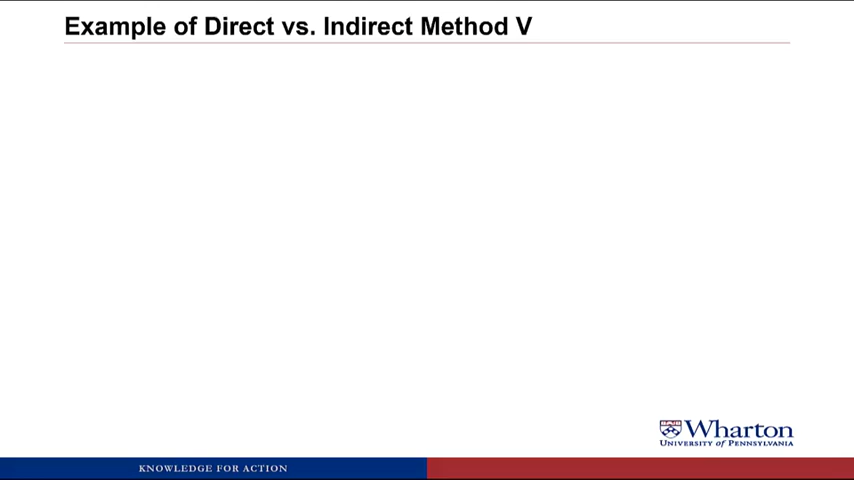 Example of Direct vs. Indirect Method V
Wharton
UNIVERSITY of PENNSYLVANIA
KNOWLEDGE FOR ACTION